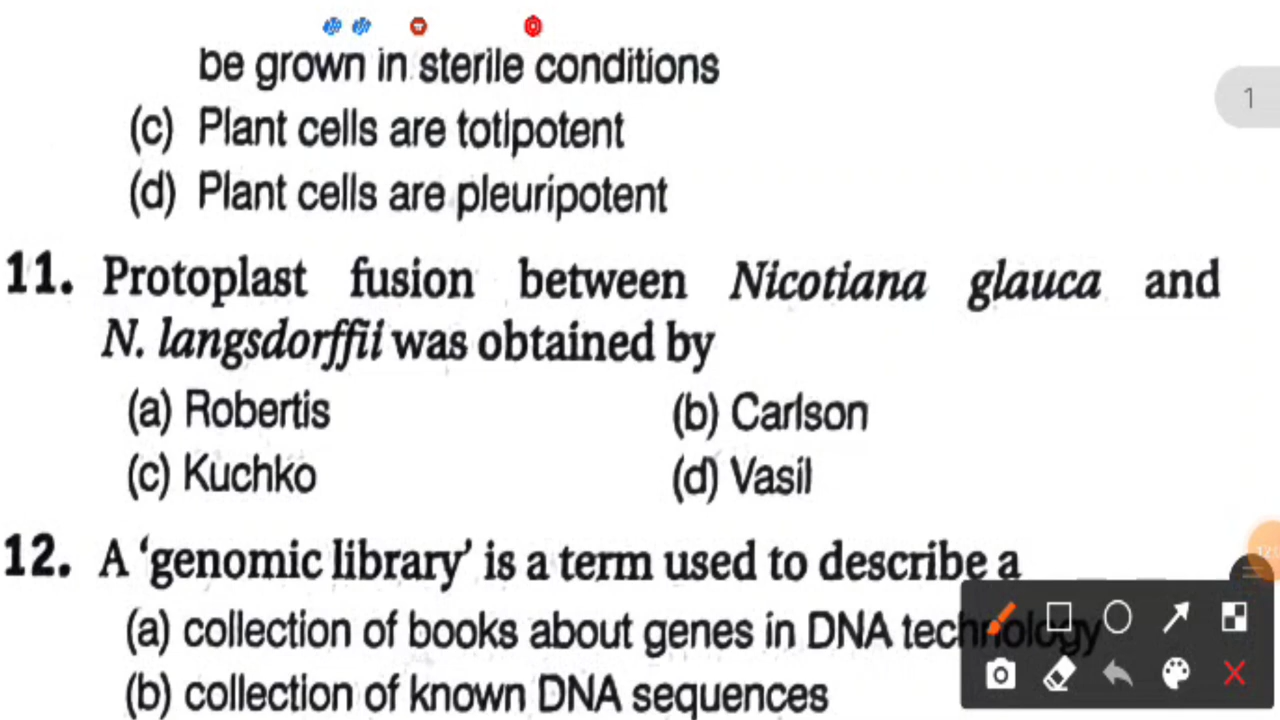 be grown in sterile conditions
(c) Plant cells are totipotent
(d) Plant cells are pleuripotent
1
11. Protoplast fusion between Nicotiana glauca and
N. langsdorffii was obtained by
(a) Robertis
(b) Carlson
(c) Kuchko
(d) Vasil
12. A ‘genomic library’ is a term used to describe a
(a) collection of books about genes in DNA technology
(b) collection of known DNA sequences